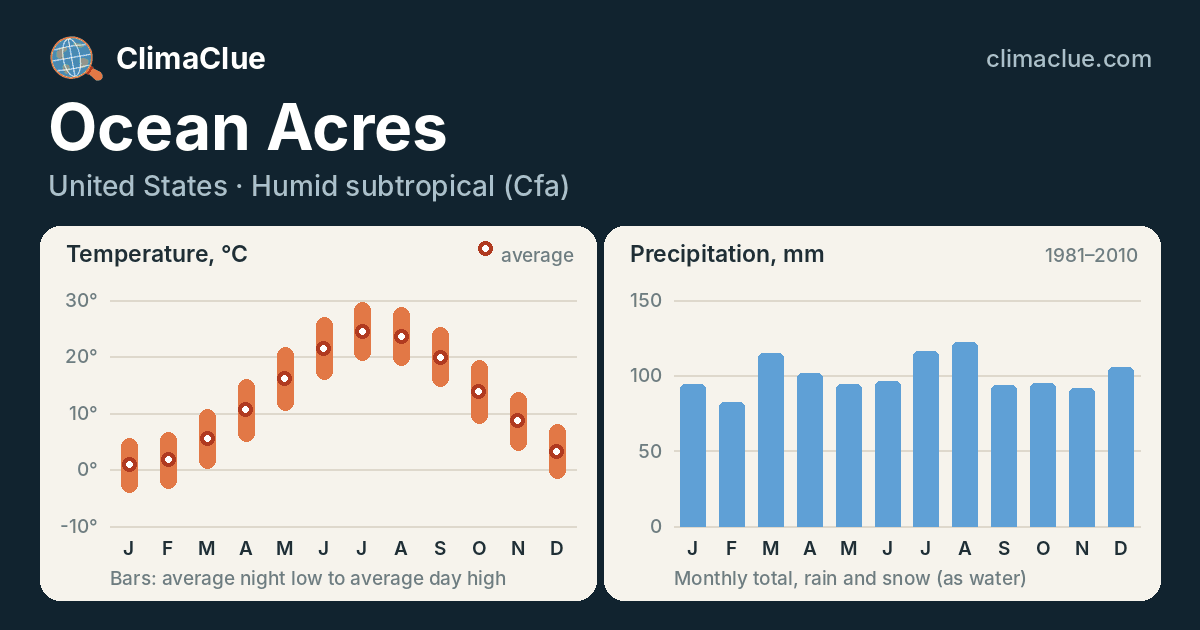 ClimaClue
climaclue.com
Ocean Acres
United States · Humid subtropical (Cfa)
Temperature, °C
average
30°
20°
10°
0°
-10°
J F M A M J J A S O N D
Bars: average night low to average day high
Precipitation, mm
1981–2010
150
100
50
0
J F M A M J J A S O N D
Monthly total, rain and snow (as water)